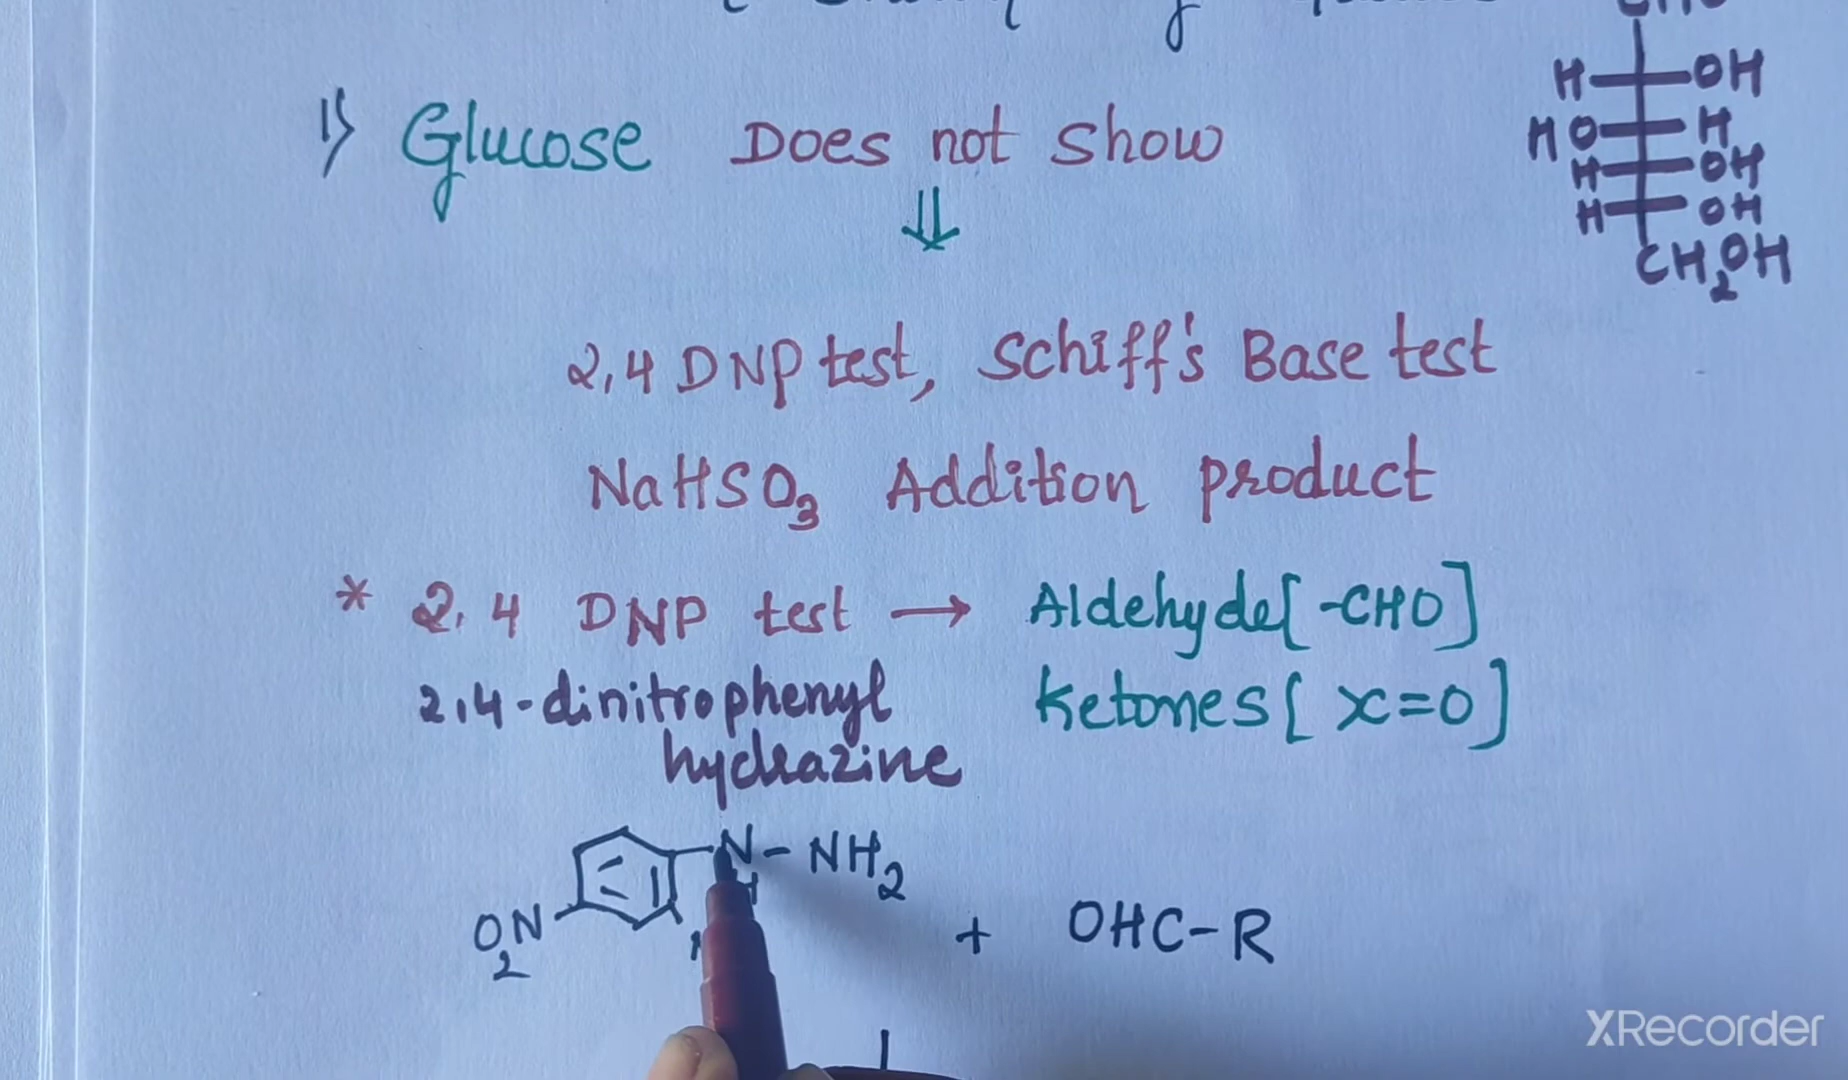 1) Glucose Does not show
⇓
2,4 DNP test, Schiff's Base test
NaHSO3 Addition product
* 2,4 DNP test → Aldehyde[-CHO]
2,4-dinitrophenyl Ketones[ x=0]
hydrazine
N-NH2
H
O2N
+ OHC-R
H OH
HO H
H OH
H OH
CH2OH
XRecorder